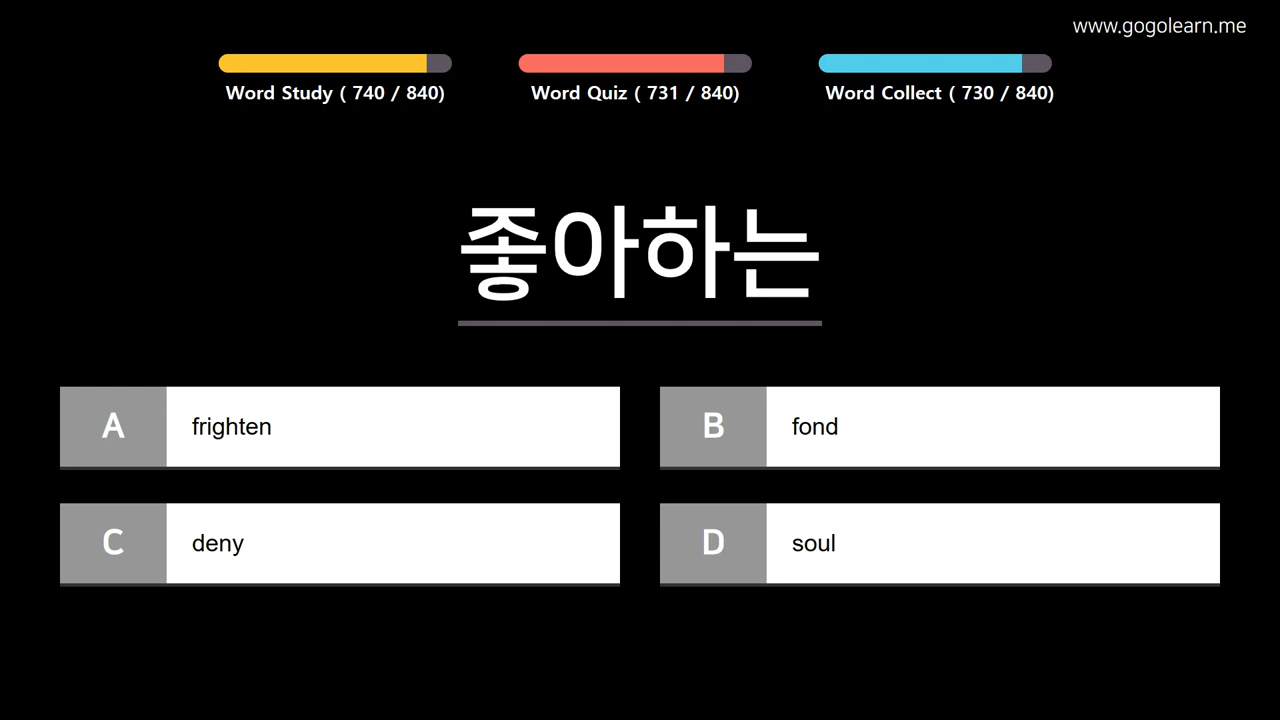 www.gogolearn.me
Word Study ( 740 / 840)
Word Quiz ( 731 / 840)
Word Collect ( 730 / 840)
좋아하는
A frighten
B fond
C deny
D soul